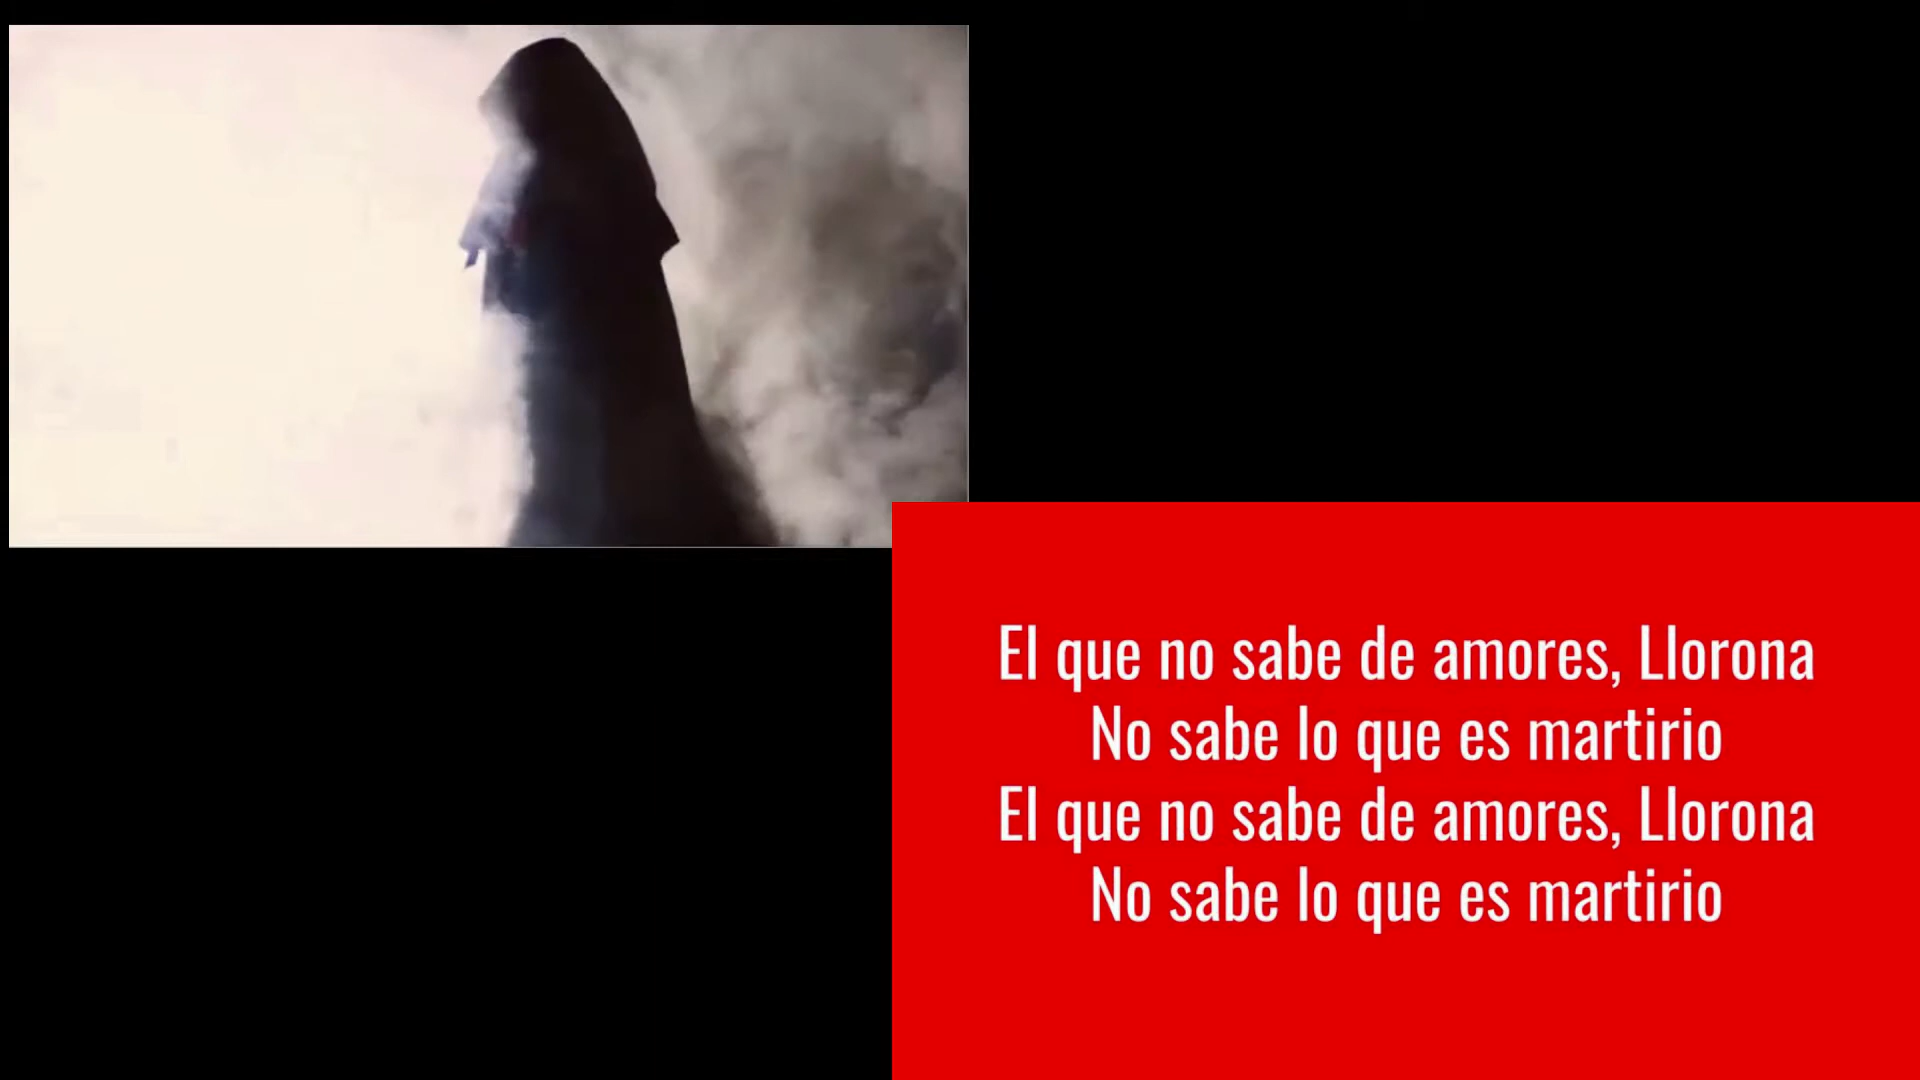 El que no sabe de amores, Llorona
No sabe lo que es martirio
El que no sabe de amores, Llorona
No sabe lo que es martirio